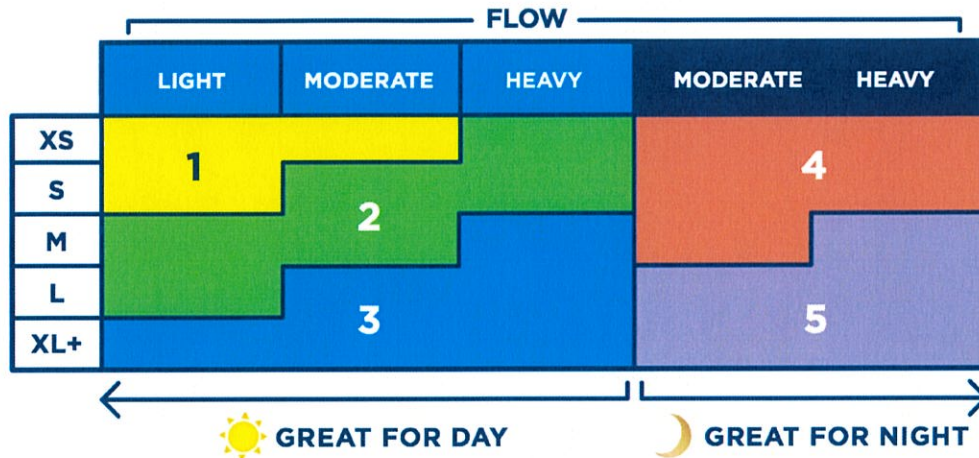 FLOW
LIGHT MODERATE HEAVY MODERATE HEAVY
XS
1 4
S
2
M
L
3 5
XL+
GREAT FOR DAY GREAT FOR NIGHT